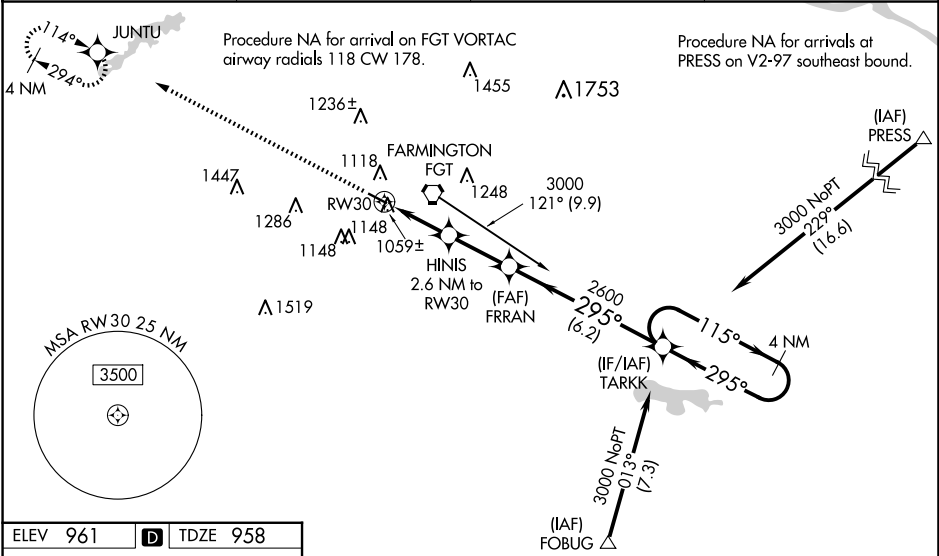 114°
JUNTU
294°
4 NM
Procedure NA for arrival on FGT VORTAC
airway radials 118 CW 178.
Procedure NA for arrivals at
PRESS on V2-97 southeast bound.
1455
1753
1236±
(IAF)
PRESS
1118
FARMINGTON
FGT
1248
1447
1286
RW30
3000
121° (9.9)
3000 NoPT
229°
(16.6)
1148
1148
1059±
HINIS
2.6 NM to
RW30
(FAF)
FRRAN
2600
295°
(6.2)
1519
115°
4 NM
295°
(IF/IAF)
TARKK
MSA RW30 25 NM
3500
3000 NoPT
013°
(7.3)
(IAF)
FOBUG
ELEV 961 D TDZE 958